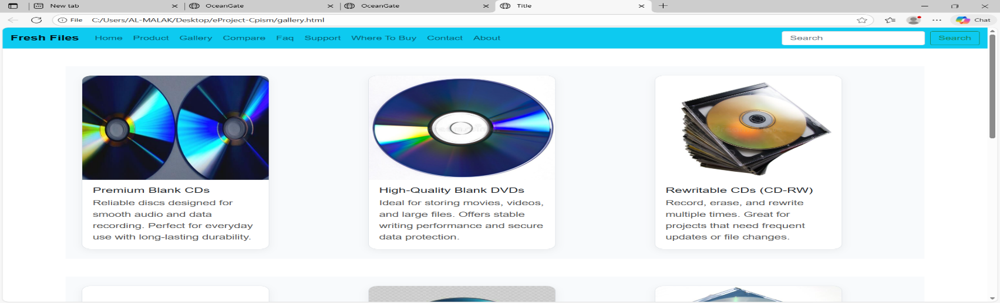 New tab
OceanGate
OceanGate
Title
File C:/Users/AL-MALAK/Desktop/eProject-Cpism/gallery.html
Chat
Fresh Files Home Product Gallery Compare Faq Support Where To Buy Contact About Search Search
Premium Blank CDs
Reliable discs designed for
smooth audio and data
recording. Perfect for everyday
use with long-lasting durability.
High-Quality Blank DVDs
Ideal for storing movies, videos,
and large files. Offers stable
writing performance and secure
data protection.
Rewritable CDs (CD-RW)
Record, erase, and rewrite
multiple times. Great for
projects that need frequent
updates or file changes.